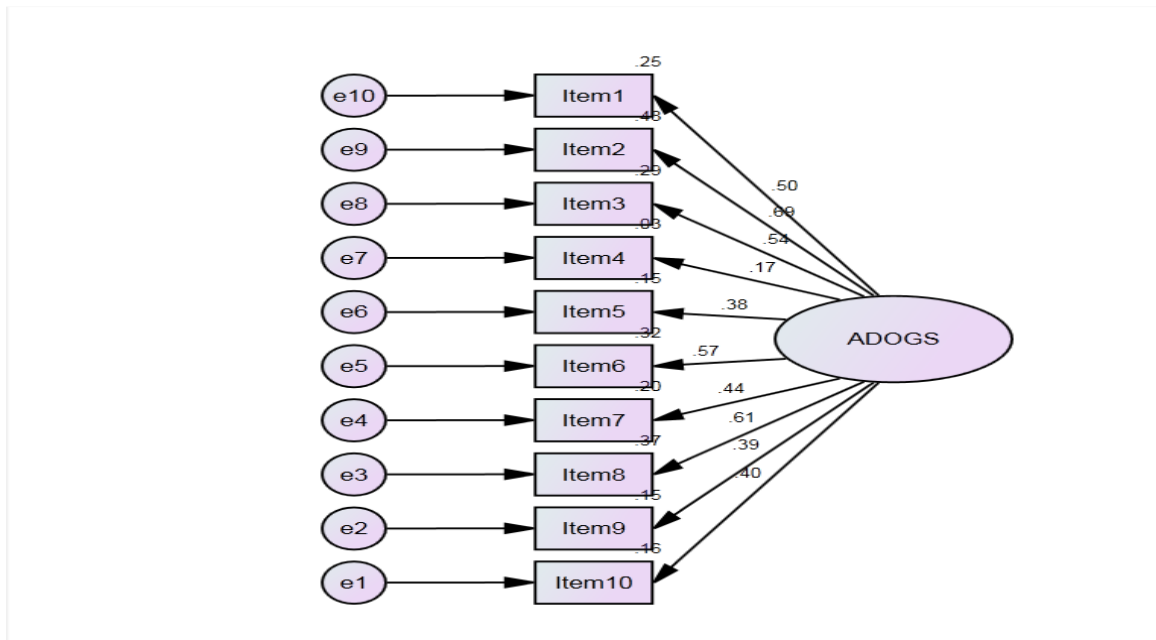 .25
e10 Item1
.48
e9 Item2
.29
.50
e8 Item3
.69
.03
.54
e7 Item4
.17
.15
e6 Item5
.38
.32
ADOGS
e5 Item6
.57
.20
.44
e4 Item7
.61
.37
.39
e3 Item8
.40
.15
e2 Item9
.16
e1 Item10